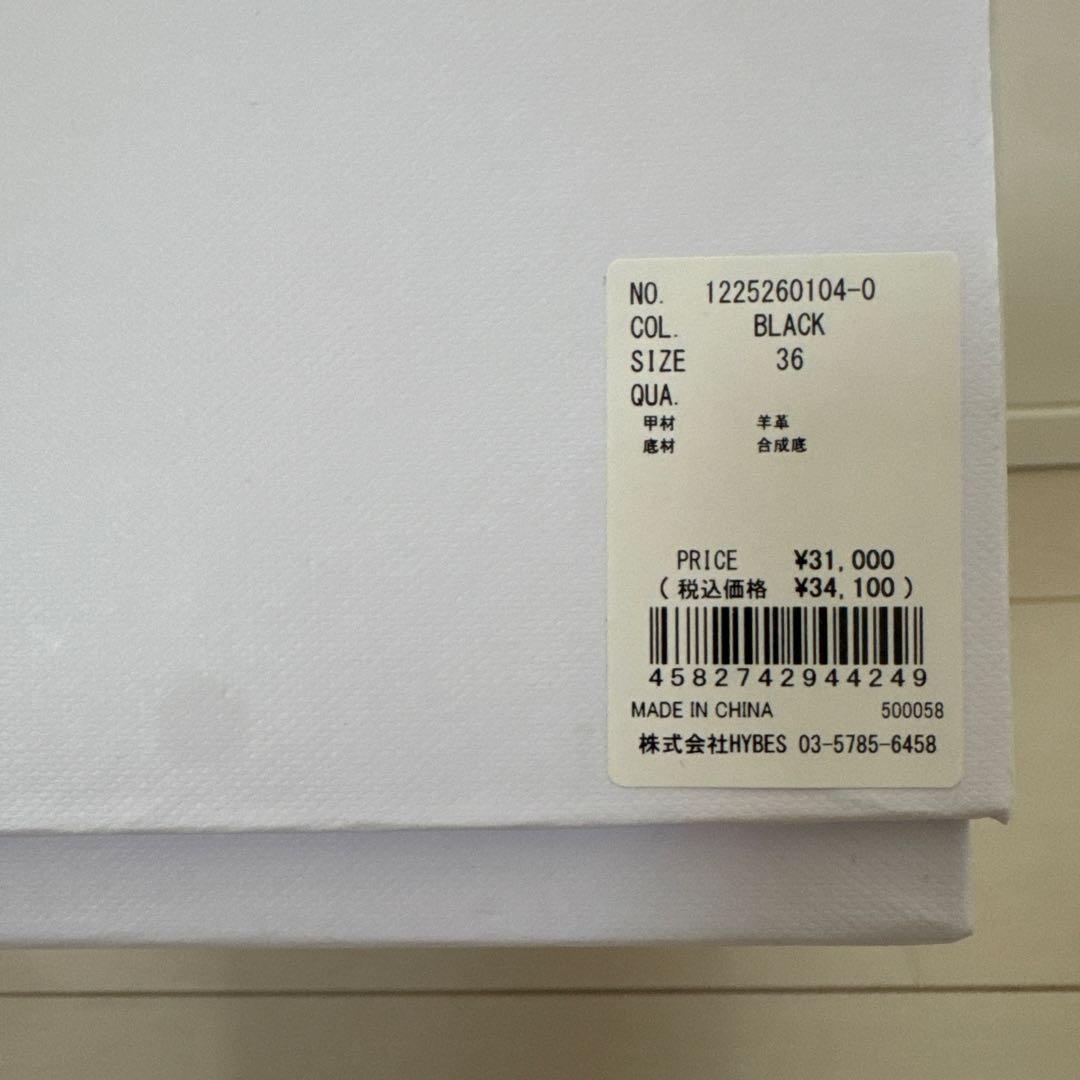 NO. 1225260104-0
COL. BLACK
SIZE 36
QUA.
甲材 羊革
底材 合成底
PRICE ¥31,000
(税込価格 ¥34,100)
4582742944249
MADE IN CHINA 500058
株式会社HYBES 03-5785-6458